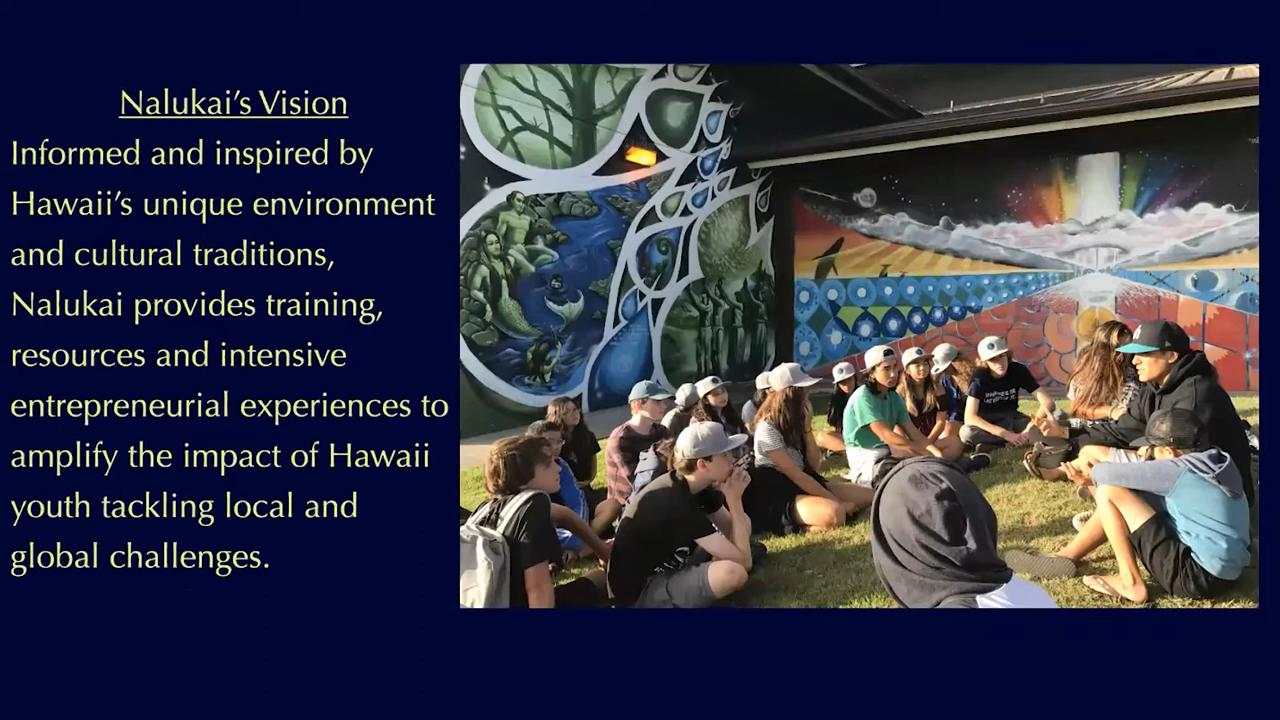 Nalukai's Vision
Informed and inspired by
Hawaii's unique environment
and cultural traditions,
Nalukai provides training,
resources and intensive
entrepreneurial experiences to
amplify the impact of Hawaii
youth tackling local and
global challenges.